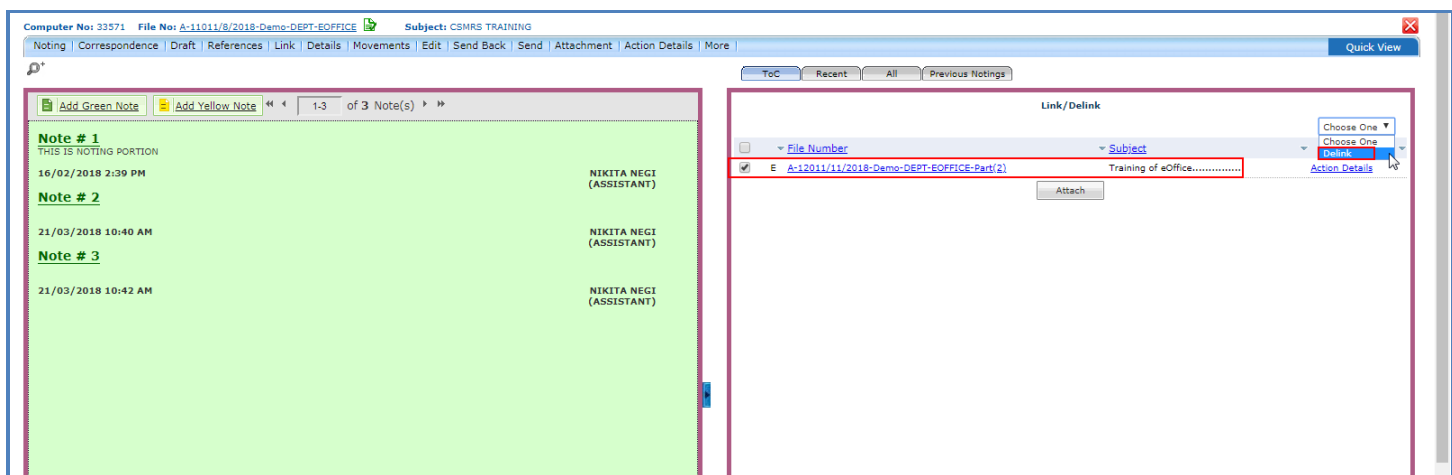 Computer No: 33571 File No: A-11011/8/2018-Demo-DEPT-EOFFICE Subject: CSMRS TRAINING
Noting | Correspondence | Draft | References | Link | Details | Movements | Edit | Send Back | Send | Attachment | Action Details | More |
Quick View
ToC Recent All Previous Notings
Add Green Note Add Yellow Note 1-3 of 3 Note(s)
Note # 1
THIS IS NOTING PORTION
16/02/2018 2:39 PM NIKITA NEGI
(ASSISTANT)
Note # 2
21/03/2018 10:40 AM NIKITA NEGI
(ASSISTANT)
Note # 3
21/03/2018 10:42 AM NIKITA NEGI
(ASSISTANT)
Link/Delink
Choose One
Choose One
Delink
File Number Subject
E A-12011/11/2018-Demo-DEPT-EOFFICE-Part(2) Training of eOffice.............. Action Details
Attach